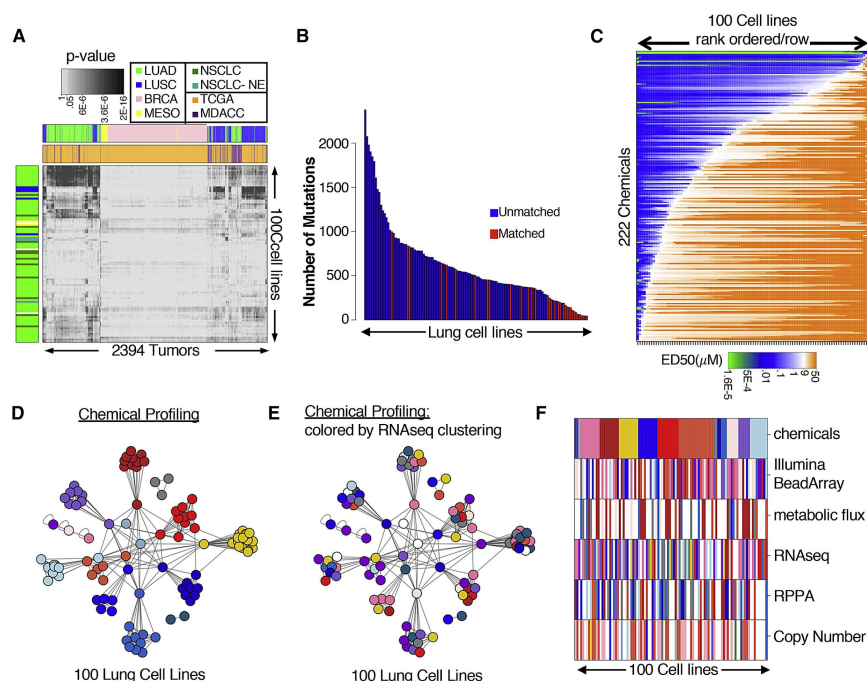 A
p-value
1
.05
6E-6
3.6E-6
2E-16
LUAD
LUSC
BRCA
MESO
NSCLC
NSCLC- NE
TCGA
MDACC
100Ccell lines
2394 Tumors
B
Number of Mutations
2000
1500
1000
500
0
Unmatched
Matched
Lung cell lines
C
100 Cell lines
rank ordered/row
222 Chemicals
ED50(μM)
1.6E-5
5E-4
.01
.1
1
9
50
D
Chemical Profiling
100 Lung Cell Lines
E
Chemical Profiling:
colored by RNAseq clustering
100 Lung Cell Lines
F
chemicals
Illumina
BeadArray
metabolic flux
RNAseq
RPPA
Copy Number
100 Cell lines